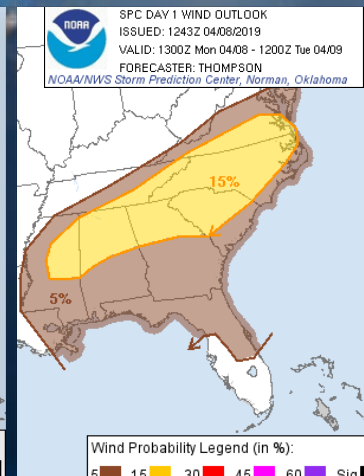 NOAA
SPC DAY 1 WIND OUTLOOK
ISSUED: 1243Z 04/08/2019
VALID: 1300Z Mon 04/08 - 1200Z Tue 04/09
FORECASTER: THOMPSON
NOAA/NWS Storm Prediction Center, Norman, Oklahoma
15%
5%
Wind Probability Legend (in %):
5 15 30 45 60 Sig